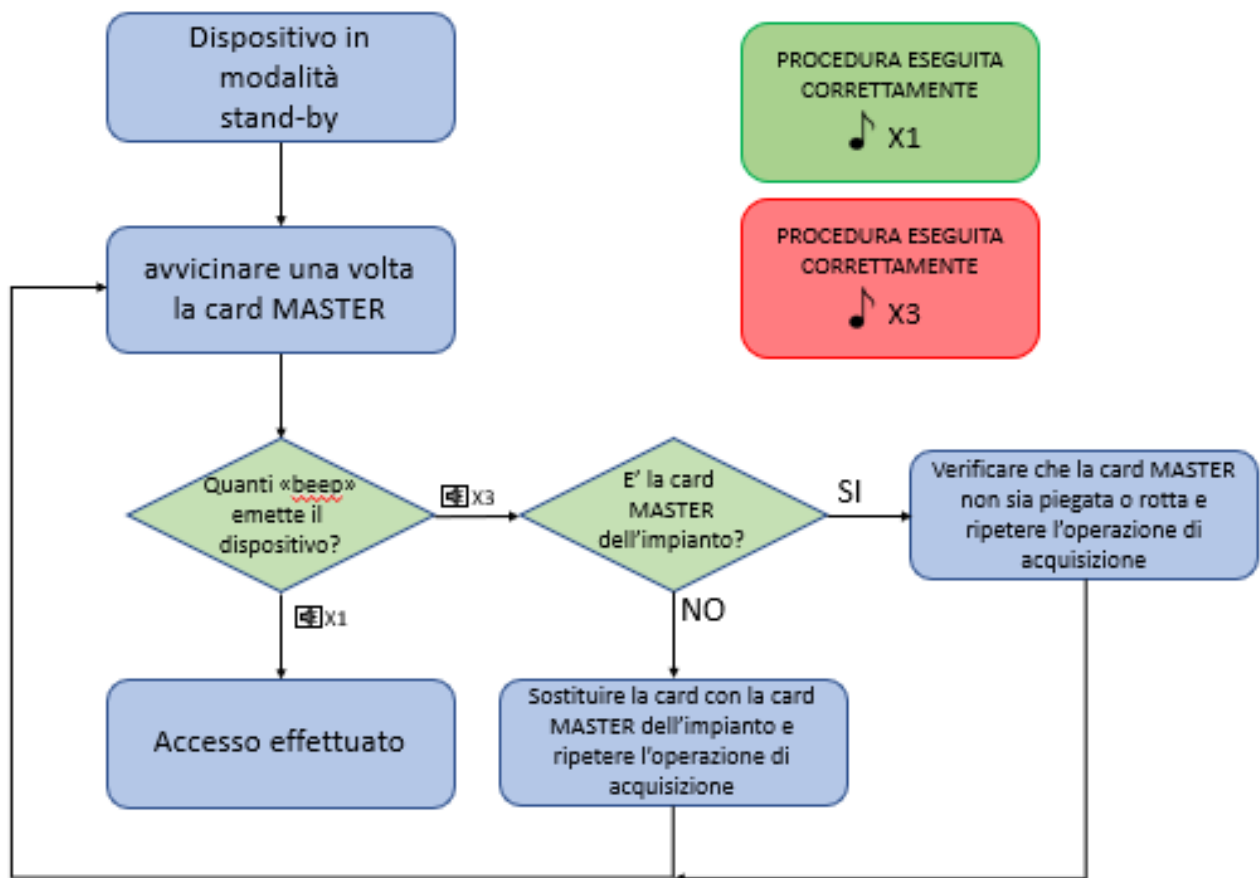 Dispositivo in
modalità
stand-by
PROCEDURA ESEGUITA
CORRETTAMENTE
X1
PROCEDURA ESEGUITA
CORRETTAMENTE
X3
avvicinare una volta
la card MASTER
Quanti «beep»
emette il
dispositivo?
X3
E' la card
MASTER
dell'impianto?
SI
Verificare che la card MASTER
non sia piegata o rotta e
ripetere l'operazione di
acquisizione
X1
NO
Accesso effettuato
Sostituire la card con la card
MASTER dell'impianto e
ripetere l'operazione di
acquisizione